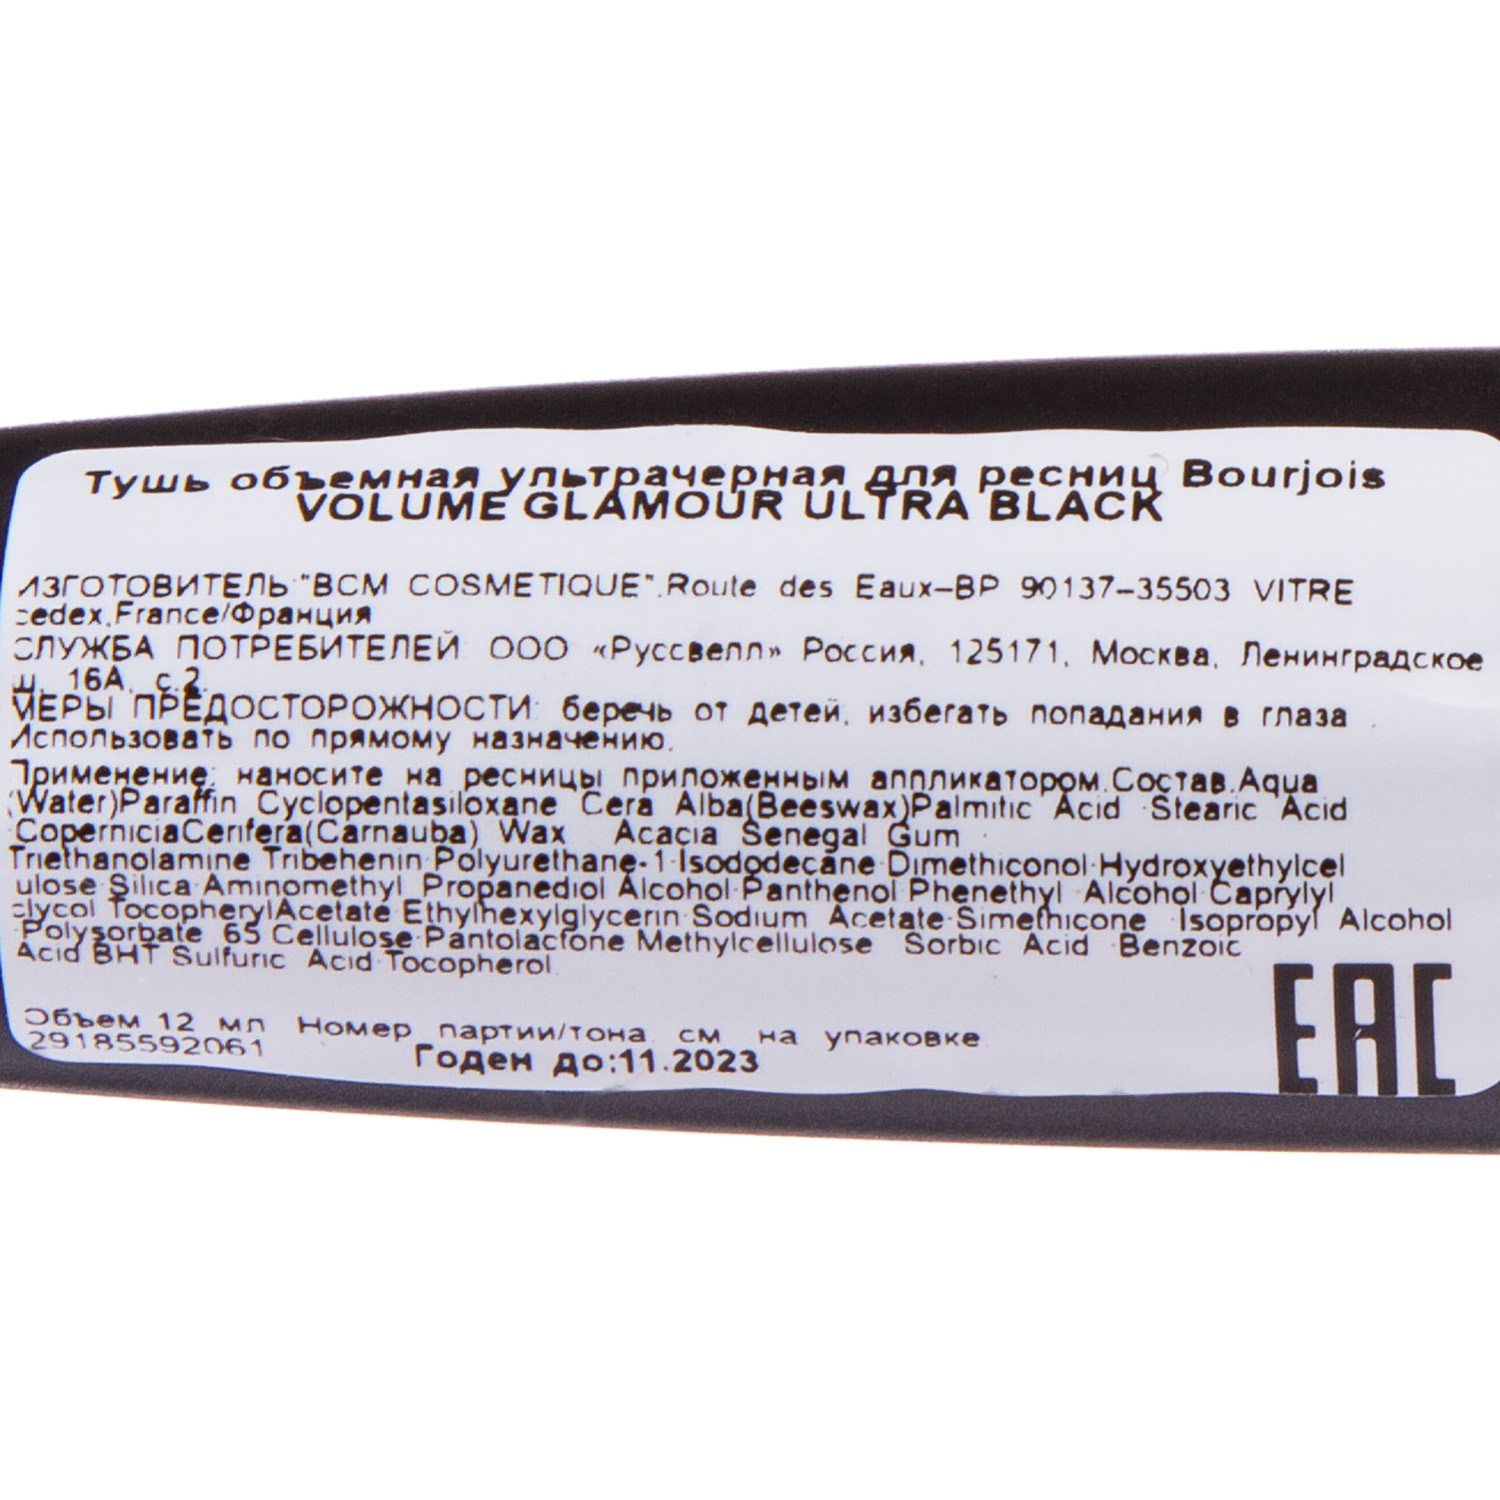 Тушь объемная ультрачерная для ресниц Bourjois
VOLUME GLAMOUR ULTRA BLACK
ИЗГОТОВИТЕЛЬ "BCM COSMETIQUE".Route des Eaux-BP 90137-35503 VITRE
cedex,France/Франция
СЛУЖБА ПОТРЕБИТЕЛЕЙ: ООО «Руссвелл» Россия, 125171, Москва, Ленинградское
ш. 16А, с.2.
МЕРЫ ПРЕДОСТОРОЖНОСТИ: беречь от детей, избегать попадания в глаза .
Использовать по прямому назначению.
Применение: наносите на ресницы приложенным аппликатором.Состав.Aqua
(Water)Paraffin Cyclopentasiloxane Cera Alba(Beeswax)Palmitic Acid ·Stearic Acid
·CoperniciaCerifera(Carnauba) Wax Acacia Senegal Gum ·
Triethanolamine Tribehenin·Polyurethane-1·Isododecane·Dimethiconol·Hydroxyethylcel
ulose·Silica·Aminomethyl Propanediol Alcohol·Panthenol·Phenethyl ·Alcohol·Caprylyl
glycol TocopherylAcetate·Ethylhexylglycerin·Sodium Acetate·Simethicone ·Isopropyl Alcohol
·Polysorbate 65 Cellulose·Pantolactone Methylcellulose Sorbic Acid ·Benzoic
Acid BHT Sulfuric Acid·Tocopherol.
Объем 12 мл Номер партии/тона см на упаковке
29185592061
Годен до:11.2023
EAC